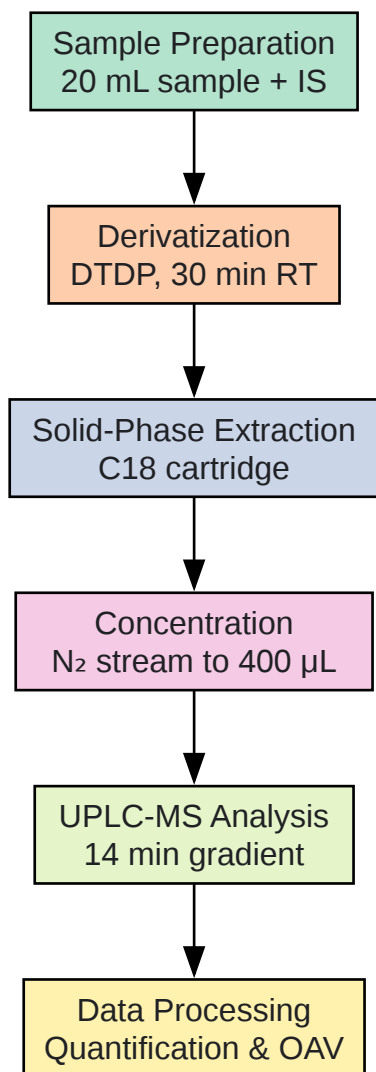 Sample Preparation
20 mL sample + IS
Derivatization
DTDP, 30 min RT
Solid-Phase Extraction
C18 cartridge
Concentration
N₂ stream to 400 μL
UPLC-MS Analysis
14 min gradient
Data Processing
Quantification & OAV